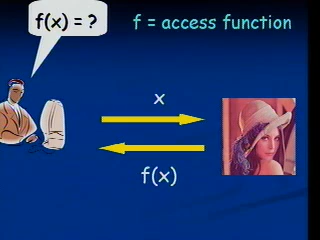 f(x) = ?
f = access function
x
f(x)